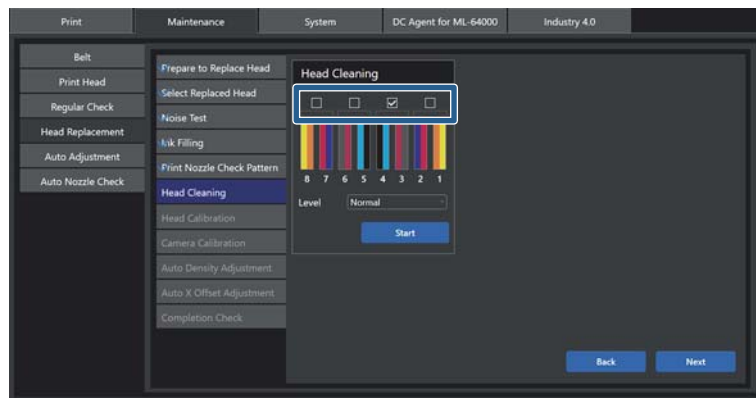 Print Maintenance System DC Agent for ML-64000 Industry 4.0
Belt
Print Head
Regular Check
Head Replacement
Auto Adjustment
Auto Nozzle Check
Prepare to Replace Head
Select Replaced Head
Noise Test
Ink Filling
Print Nozzle Check Pattern
Head Cleaning
Head Calibration
Camera Calibration
Auto Density Adjustment
Auto X Offset Adjustment
Completion Check
Head Cleaning
8 7 6 5 4 3 2 1
Level Normal
Start
Back Next